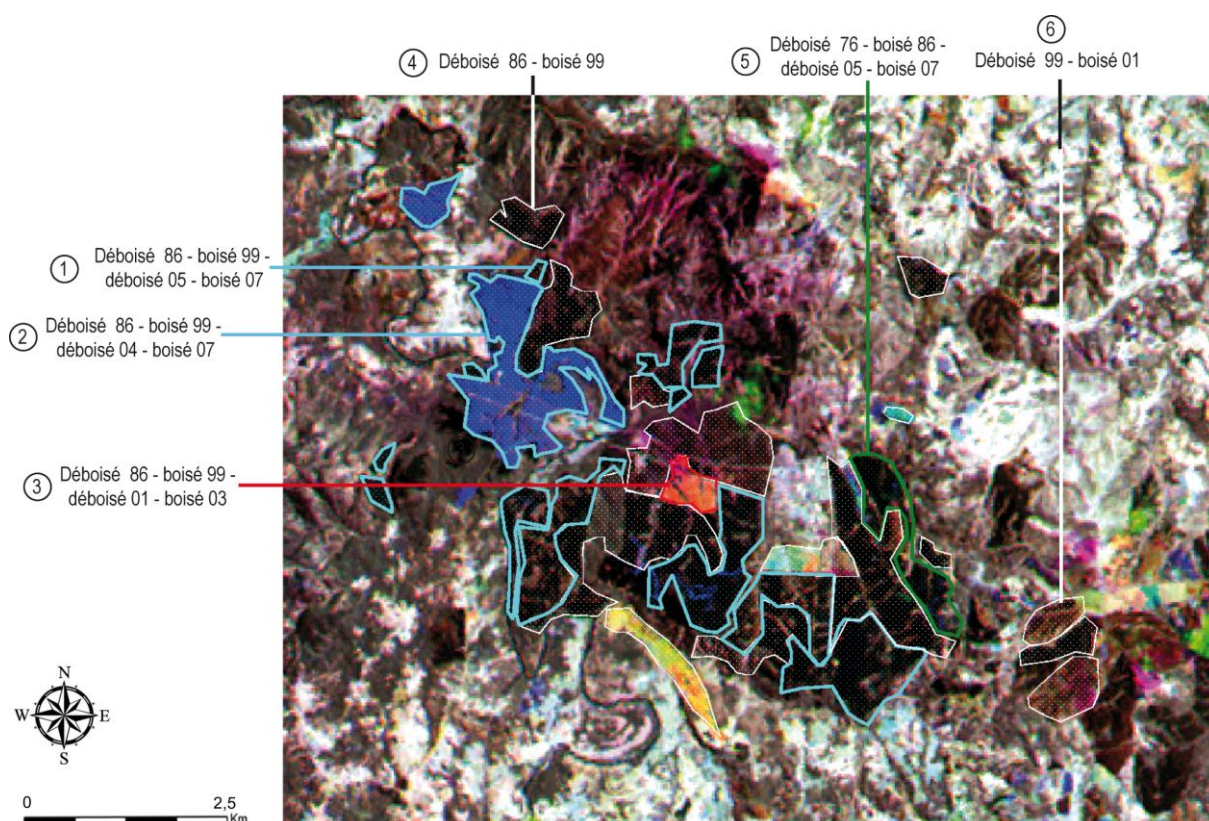 ④ Déboisé 86 - boisé 99
⑤ Déboisé 76 - boisé 86 -
déboisé 05 - boisé 07
⑥
Déboisé 99 - boisé 01
① Déboisé 86 - boisé 99 -
déboisé 05 - boisé 07
② Déboisé 86 - boisé 99 -
déboisé 04 - boisé 07
③ Déboisé 86 - boisé 99 -
déboisé 01 - boisé 03
N
W E
S
0 2,5
Km